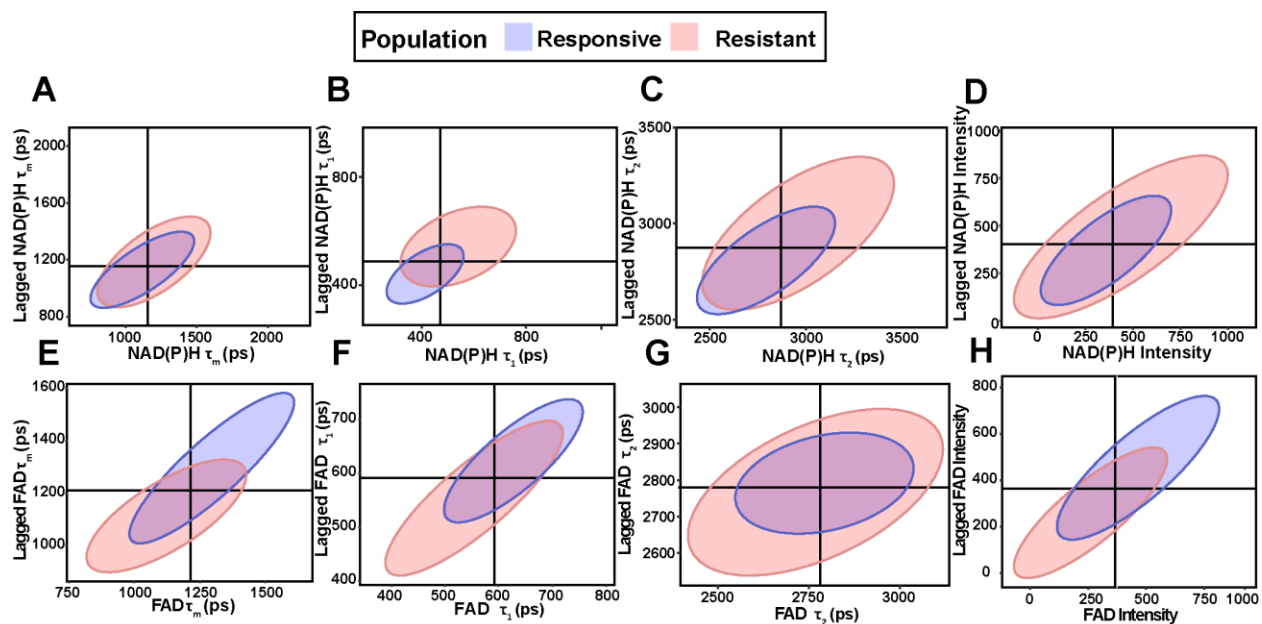 Population Responsive Resistant
A
B
C
D
Lagged NAD(P)H τm (ps)
2000
1600
1200
800
1000 1500 2000
NAD(P)H τm (ps)
Lagged NAD(P)H τ1 (ps)
800
400
400 800
NAD(P)H τ1 (ps)
Lagged NAD(P)H τ2 (ps)
3500
3000
2500
2500 3000 3500
NAD(P)H τ2 (ps)
Lagged NAD(P)H Intensity
1000
750
500
250
0
0 250 500 750 1000
NAD(P)H Intensity
E
F
G
H
Lagged FAD τm (ps)
1600
1400
1200
1000
750 1000 1250 1500
FAD τm (ps)
Lagged FAD τ1 (ps)
700
600
500
400
400 500 600 700 800
FAD τ1 (ps)
Lagged FAD τ2 (ps)
3000
2900
2800
2700
2600
2500 2750 3000
FAD τ2 (ps)
Lagged FAD Intensity
800
600
400
200
0
0 250 500 750 1000
FAD Intensity